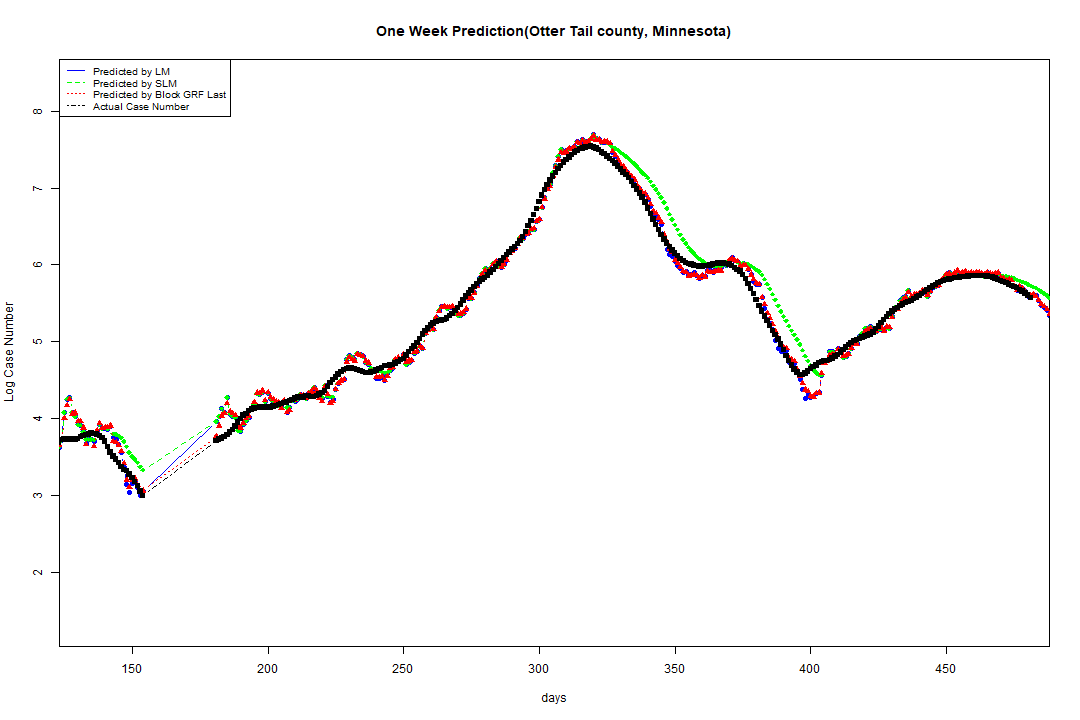 One Week Prediction(Otter Tail county, Minnesota)
Predicted by LM
Predicted by SLM
Predicted by Block GRF Last
Actual Case Number
8
7
6
5
4
3
2
Log Case Number
150 200 250 300 350 400 450
days